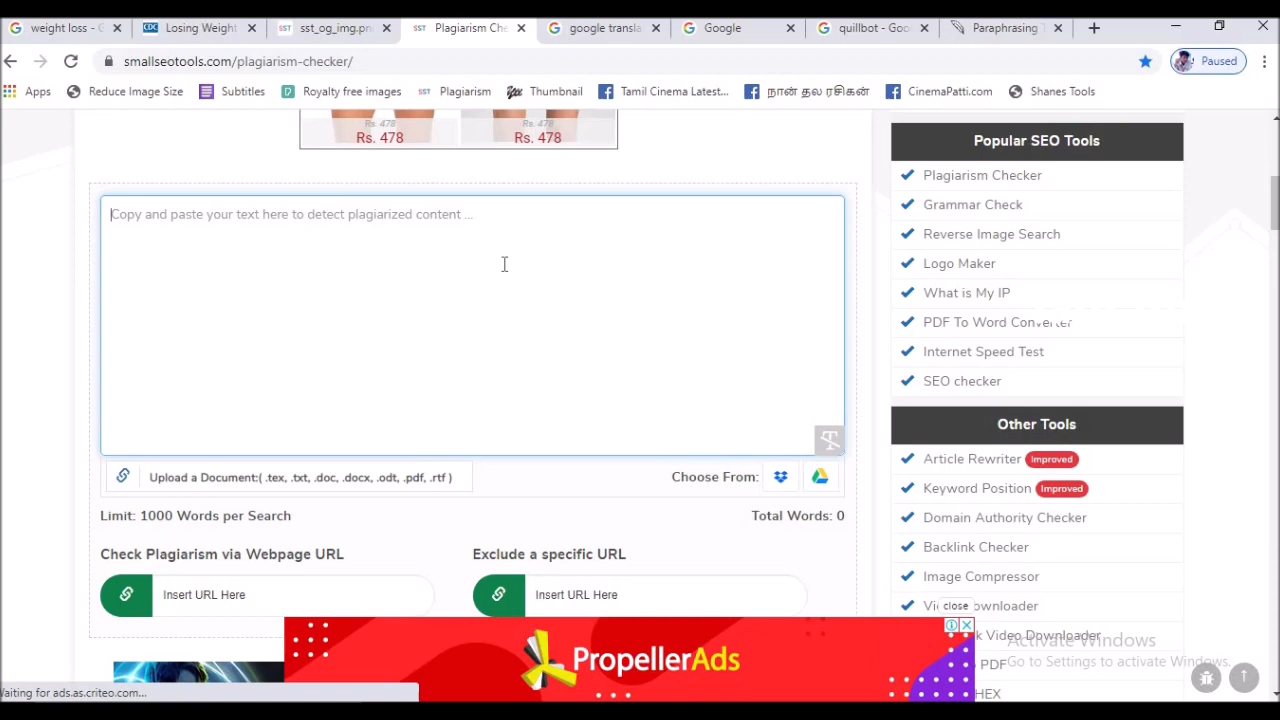 weight loss - G
Losing Weight
sst_og_img.pn
Plagiarism Che
google transla
Google
quillbot - Goo
Paraphrasing T
smallseotools.com/plagiarism-checker/
Paused
Apps
Reduce Image Size
Subtitles
Royalty free images
Plagiarism
Thumbnail
Tamil Cinema Latest...
நான் தல ரசிகன்
CinemaPatti.com
Shanes Tools
Rs. 478
Rs. 478
Rs. 478
Rs. 478
Copy and paste your text here to detect plagiarized content ...
Upload a Document:( .tex, .txt, .doc, .docx, .odt, .pdf, .rtf )
Choose From:
Limit: 1000 Words per Search
Total Words: 0
Check Plagiarism via Webpage URL
Exclude a specific URL
Insert URL Here
Insert URL Here
Popular SEO Tools
Plagiarism Checker
Grammar Check
Reverse Image Search
Logo Maker
What is My IP
PDF To Word Converter
Internet Speed Test
SEO checker
Other Tools
Article Rewriter Improved
Keyword Position Improved
Domain Authority Checker
Backlink Checker
Image Compressor
close
ownloader
k Video Downloader
PDF
HEX
Activate Windows
Go to Settings to activate Windows.
PropellerAds
Waiting for ads.as.criteo.com...